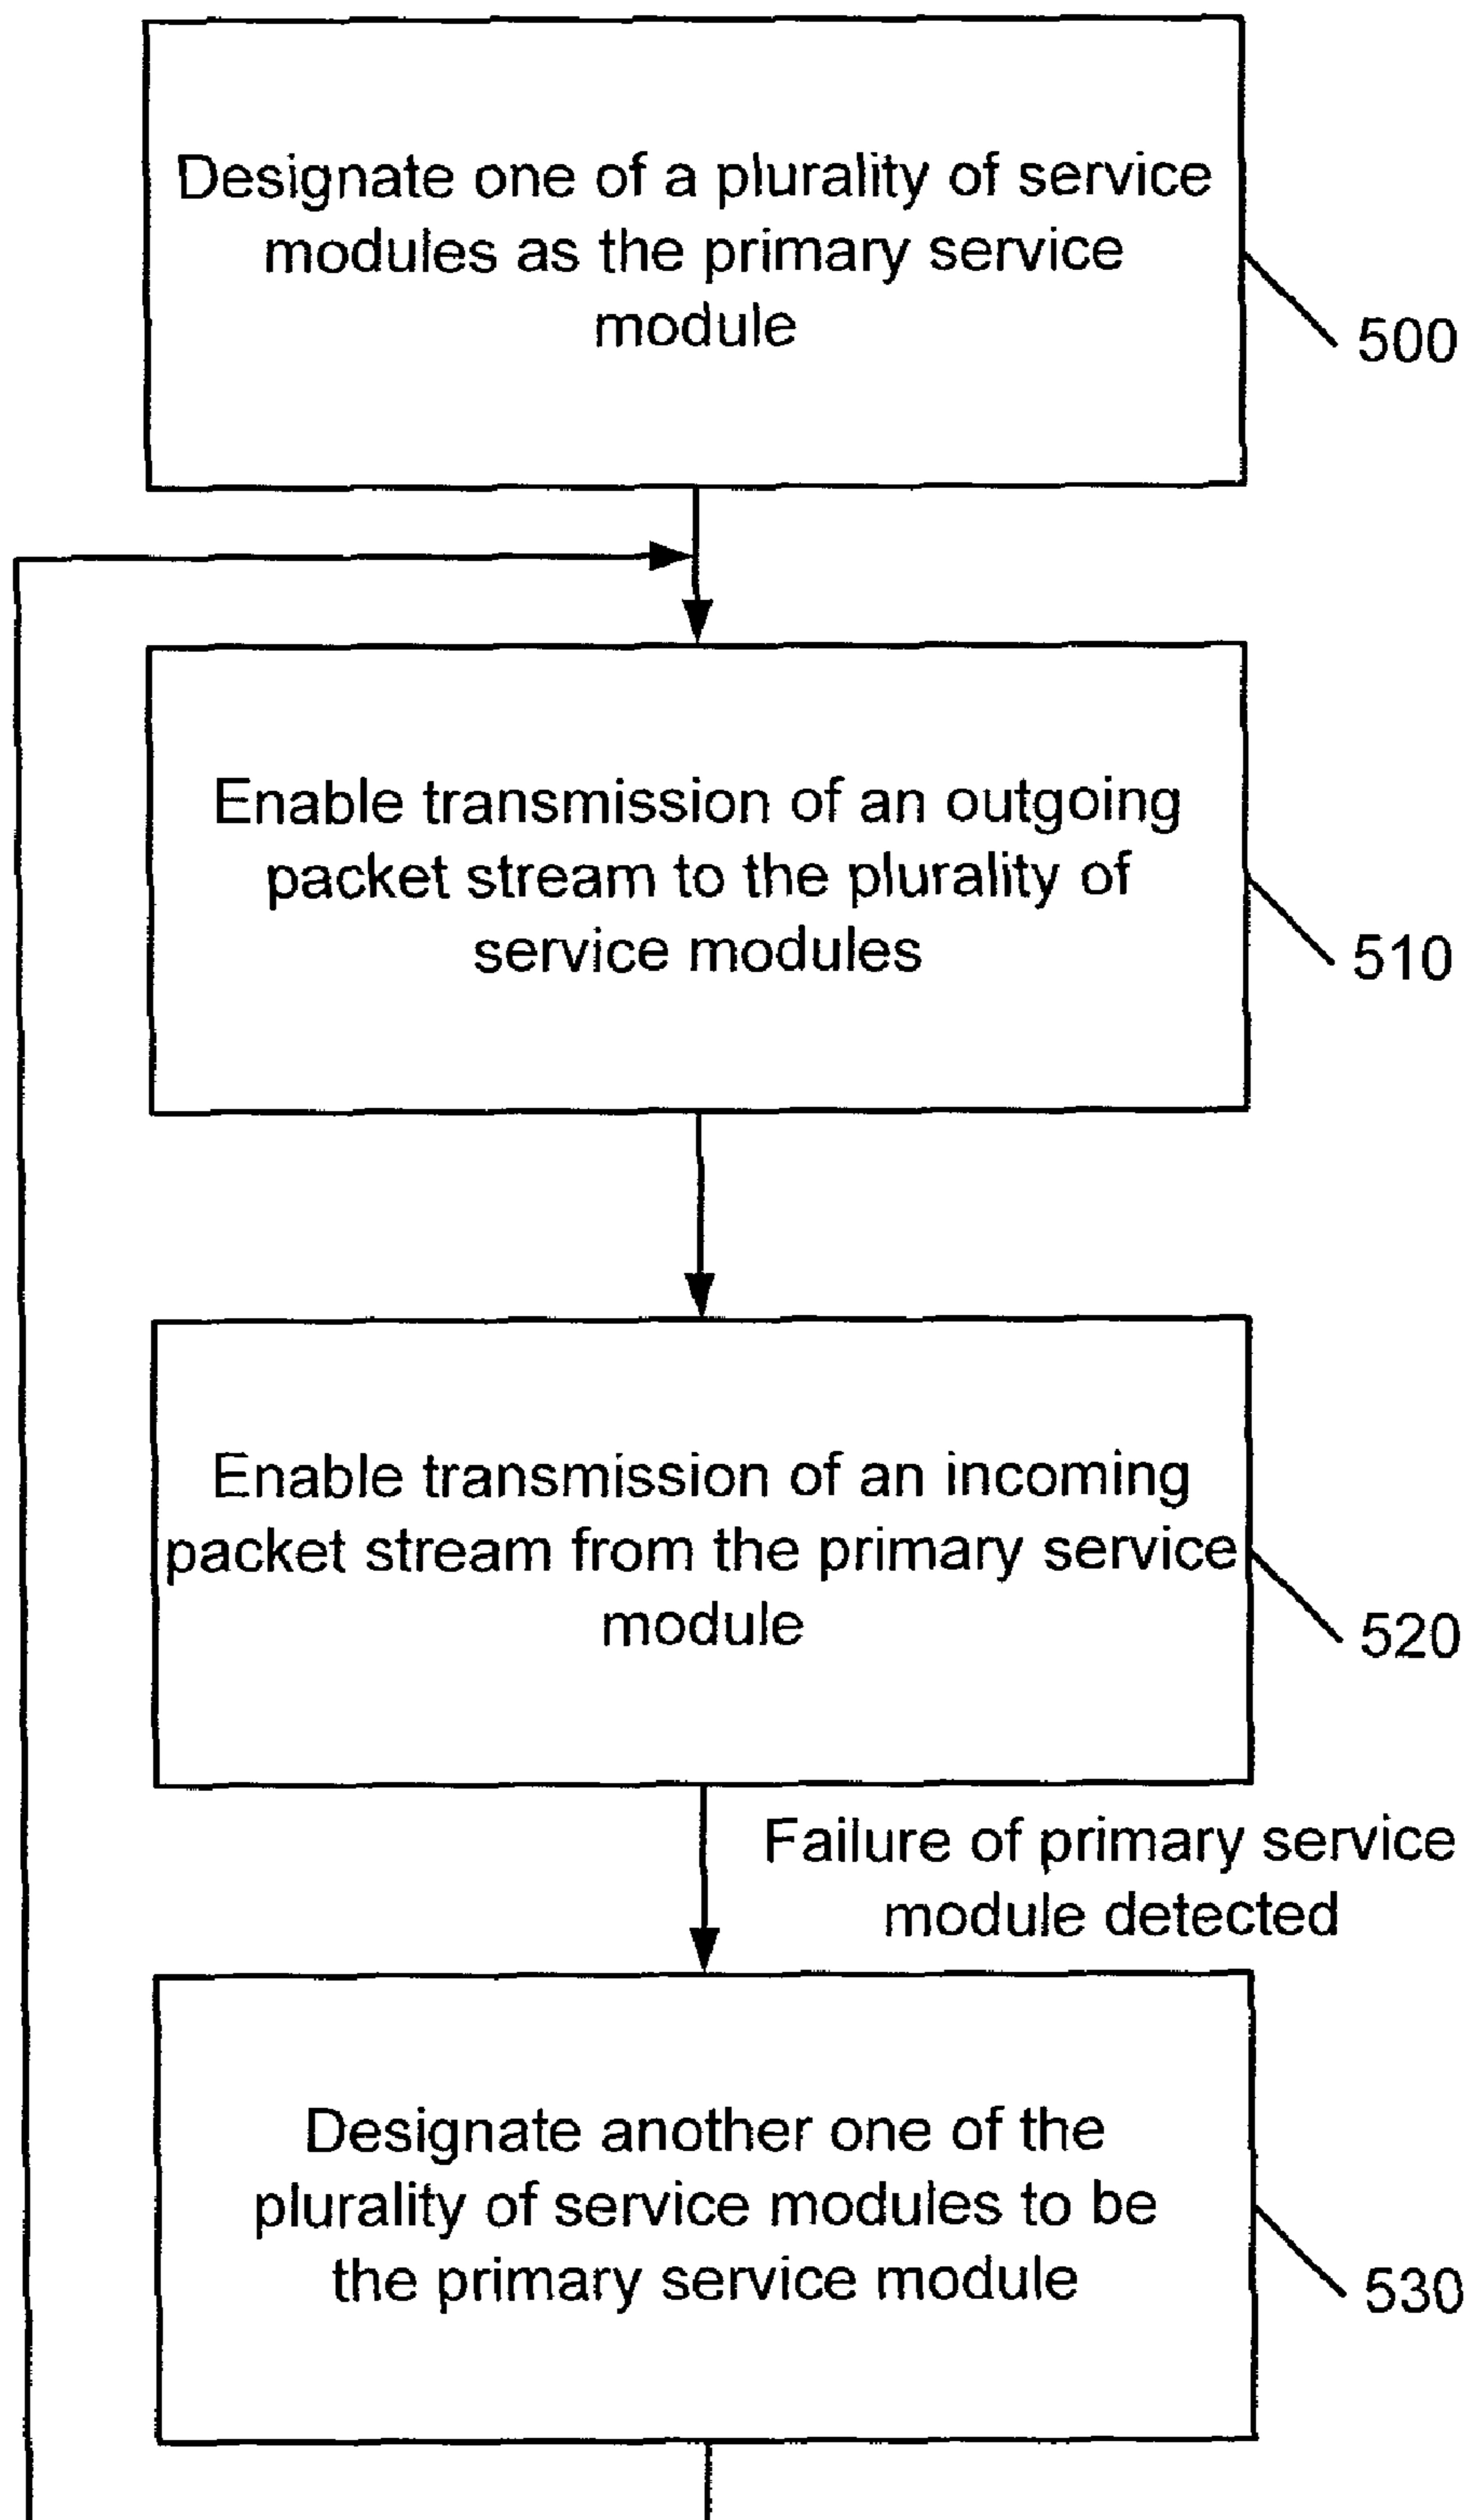 Designate one of a plurality of service
modules as the primary service
module
500
Enable transmission of an outgoing
packet stream to the plurality of
service modules
510
Enable transmission of an incoming
packet stream from the primary service
module
520
Failure of primary service
module detected
Designate another one of the
plurality of service modules to be
the primary service module
530